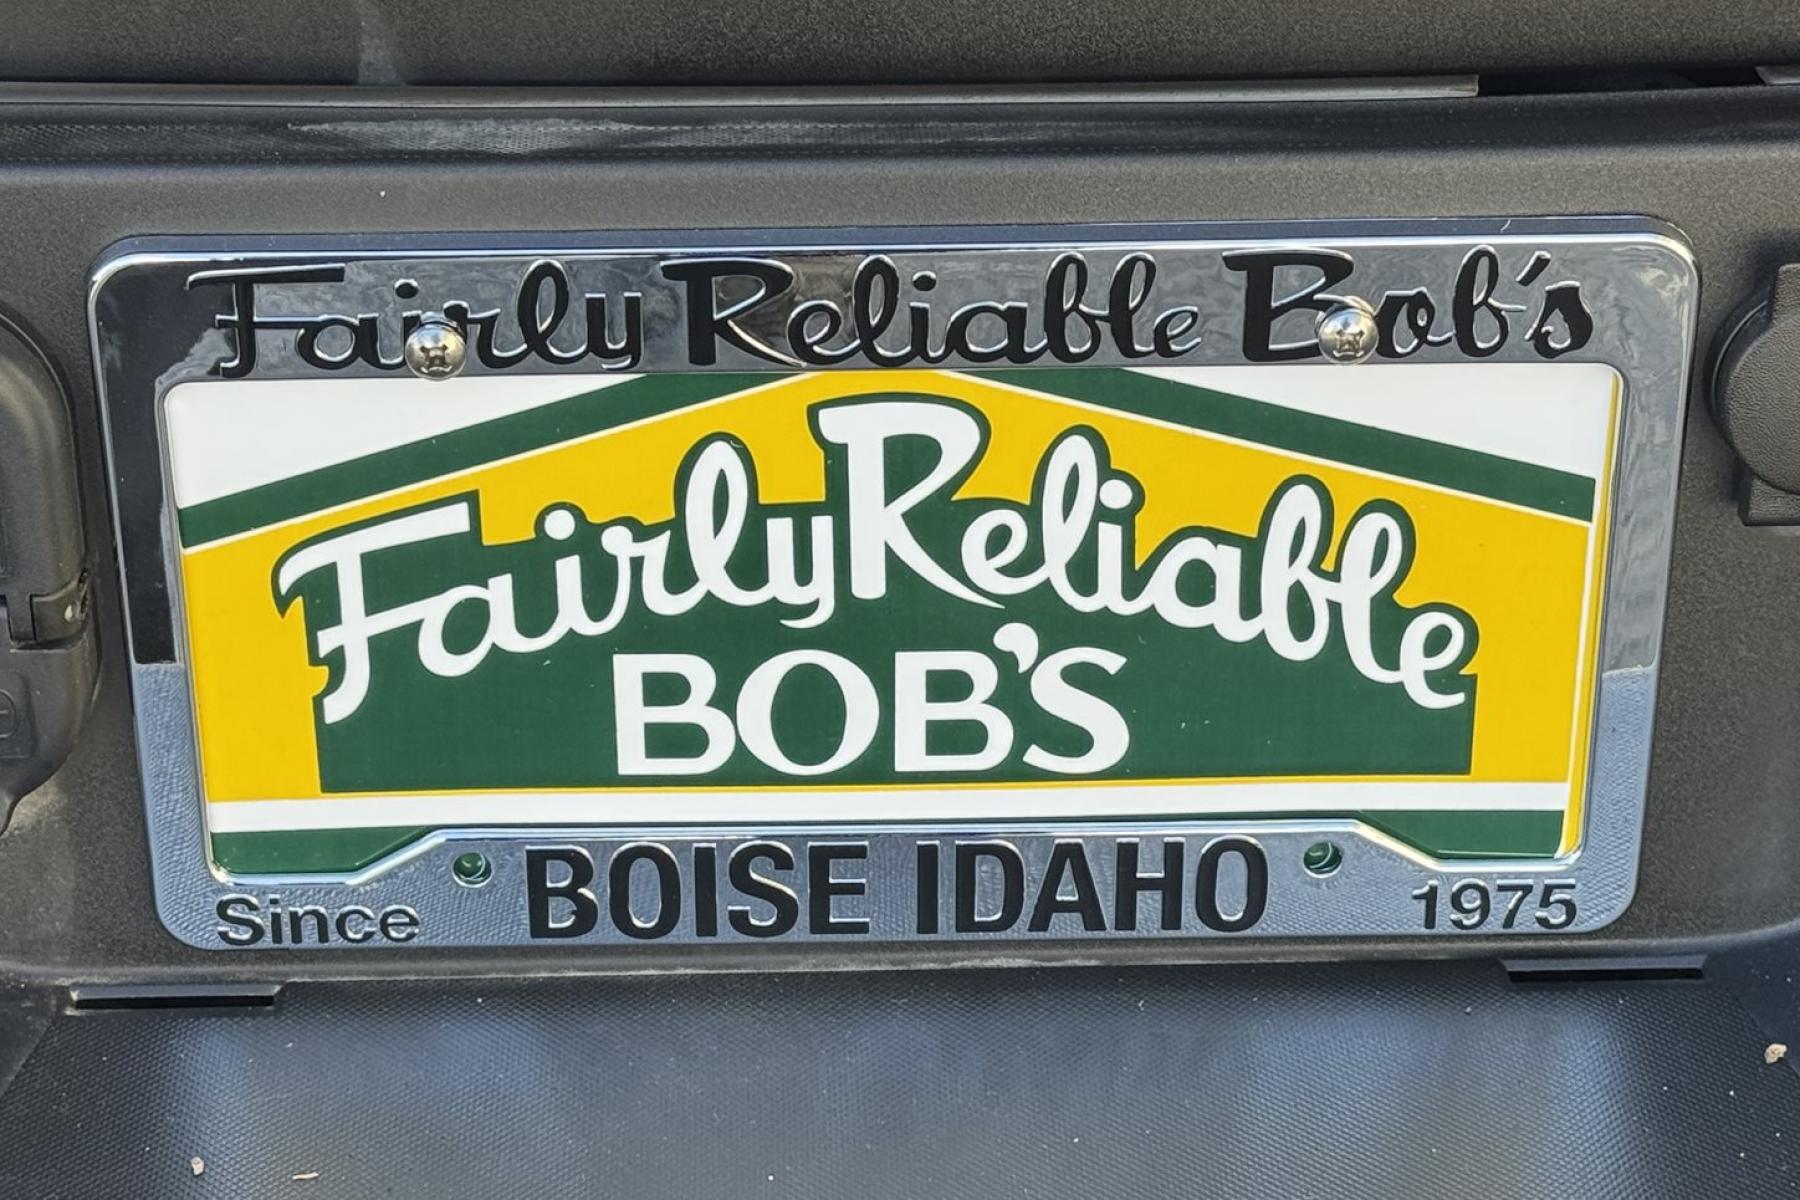 Fairly Reliable Bob's
Fairly Reliable
BOB'S
Since BOISE IDAHO 1975